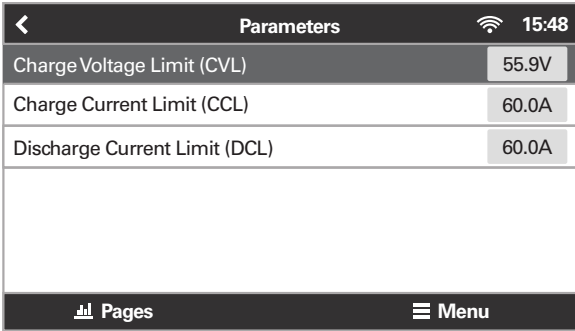 Parameters 15:48
Charge Voltage Limit (CVL) 55.9V
Charge Current Limit (CCL) 60.0A
Discharge Current Limit (DCL) 60.0A
Pages Menu